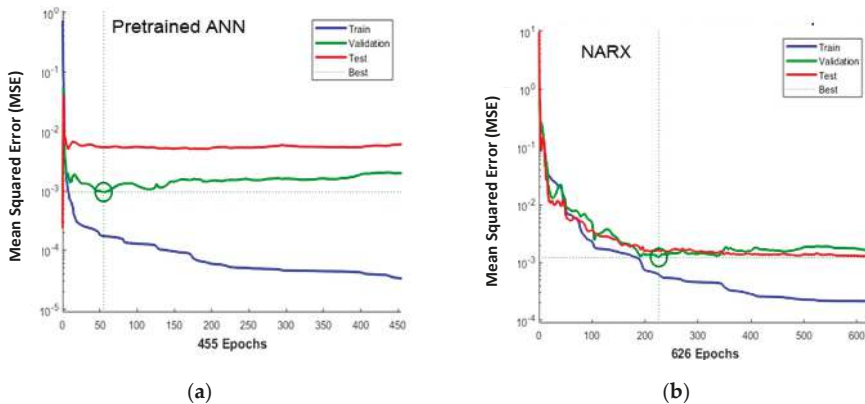 Pretrained ANN
Train
Validation
Test
Best
Mean Squared Error (MSE)
10^0
10^-1
10^-2
10^-3
10^-4
10^-5
0 50 100 150 200 250 300 350 400 450
455 Epochs
(a)
NARX
Train
Validation
Test
Best
Mean Squared Error (MSE)
10^1
10^0
10^-1
10^-2
10^-3
10^-4
0 100 200 300 400 500 600
626 Epochs
(b)